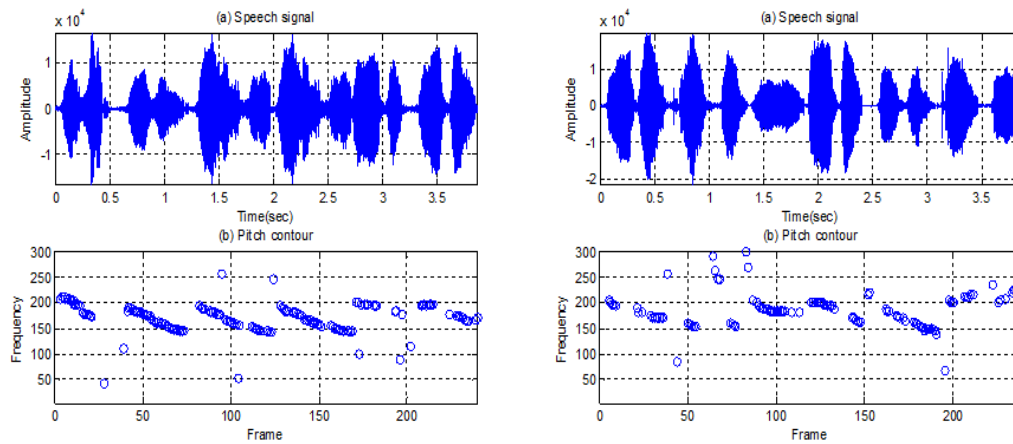 (a) Speech signal
x 10^4
1
0
-1
Amplitude
0 0.5 1 1.5 2 2.5 3 3.5
Time(sec)
(b) Pitch contour
300
250
200
150
100
50
Frequency
0 50 100 150 200
Frame
(a) Speech signal
x 10^4
1
0
-1
-2
Amplitude
0 0.5 1 1.5 2 2.5 3 3.5
Time(sec)
(b) Pitch contour
300
250
200
150
100
50
Frequency
0 50 100 150 200
Frame